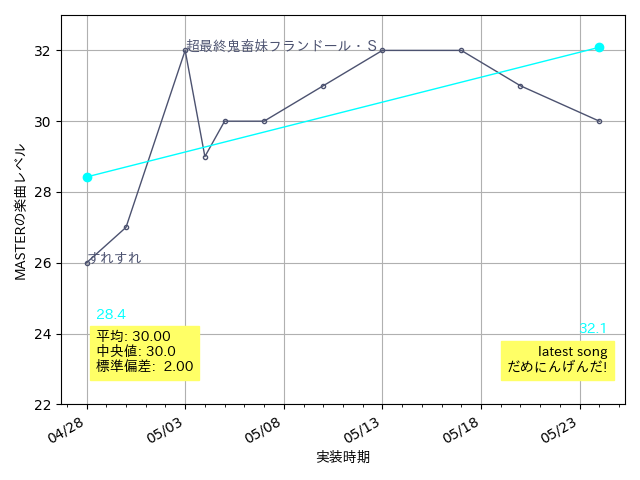 32
30
28
26
24
22
MASTERの楽曲レベル
超最終鬼畜妹フランドール・S
すれすれ
28.4
平均: 30.00
中央値: 30.0
標準偏差: 2.00
32.1
latest song
だめにんげんだ!
04/28
05/03
05/08
05/13
05/18
05/23
実装時期